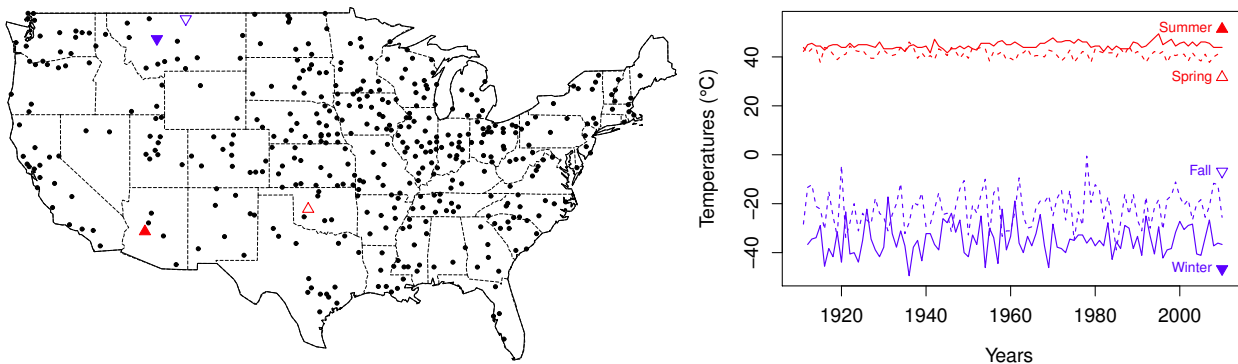 Summer
Spring
Fall
Winter
Temperatures (°C)
40
20
0
−20
−40
1920
1940
1960
1980
2000
Years